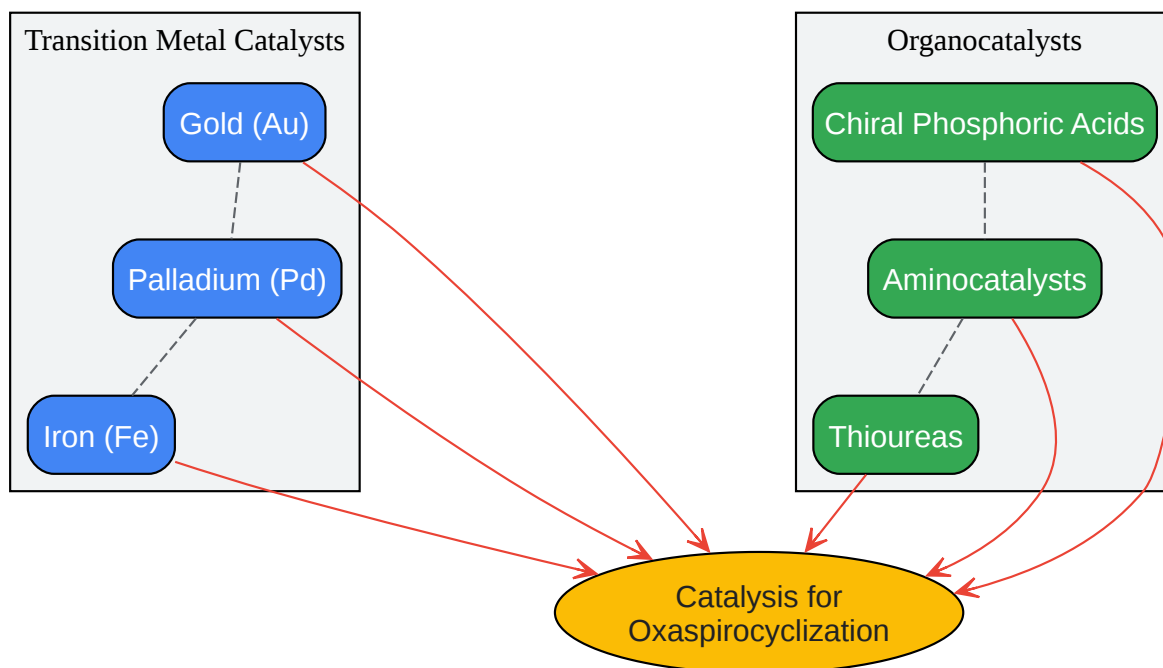 Transition Metal Catalysts
Gold (Au)
Palladium (Pd)
Iron (Fe)
Organocatalysts
Chiral Phosphoric Acids
Aminocatalysts
Thioureas
Catalysis for
Oxaspirocyclization